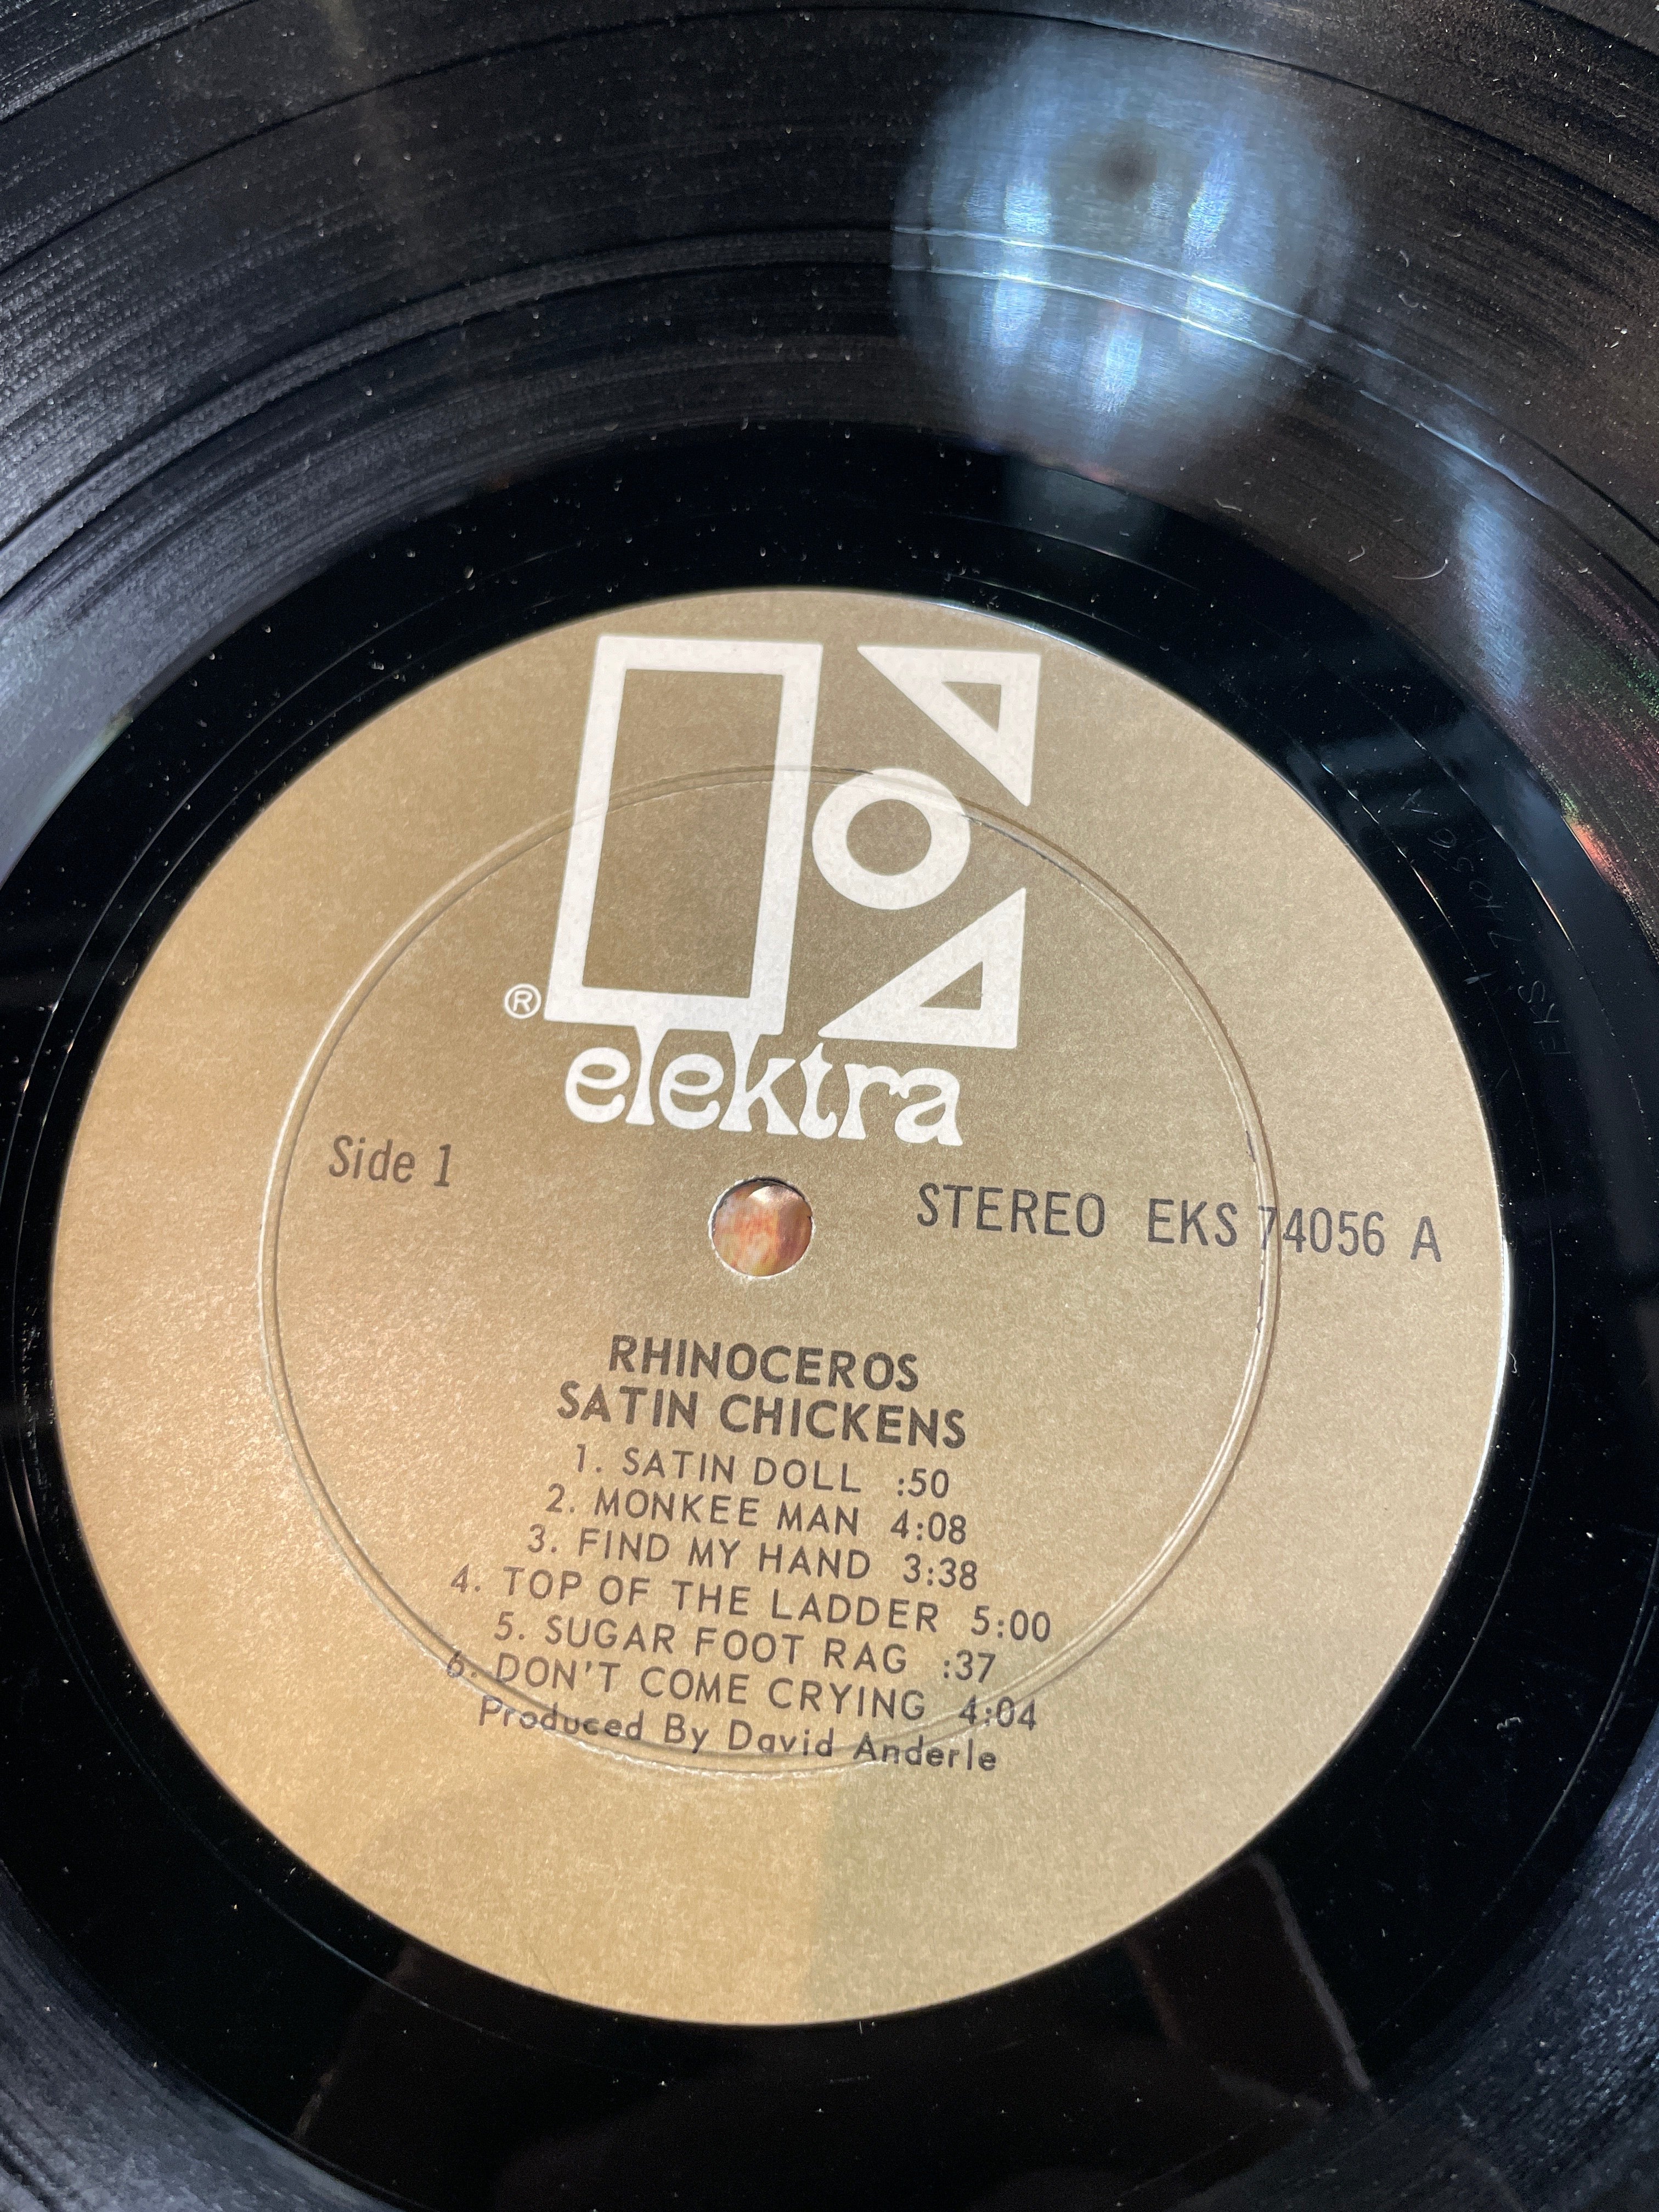 ®
elektra
Side 1
STEREO EKS 74056 A
RHINOCEROS
SATIN CHICKENS
1. SATIN DOLL :50
2. MONKEE MAN 4:08
3. FIND MY HAND 3:38
4. TOP OF THE LADDER 5:00
5. SUGAR FOOT RAG :37
6. DON'T COME CRYING 4:04
Produced By David Anderle